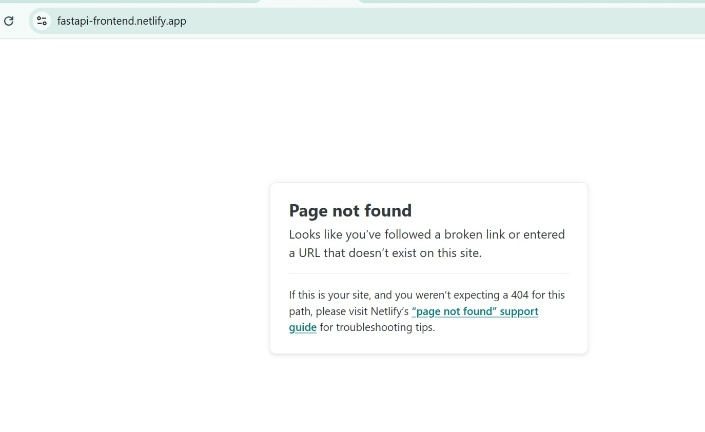 fastapi-frontend.netlify.app
Page not found
Looks like you've followed a broken link or entered
a URL that doesn't exist on this site.
If this is your site, and you weren't expecting a 404 for this
path, please visit Netlify's "page not found" support
guide for troubleshooting tips.